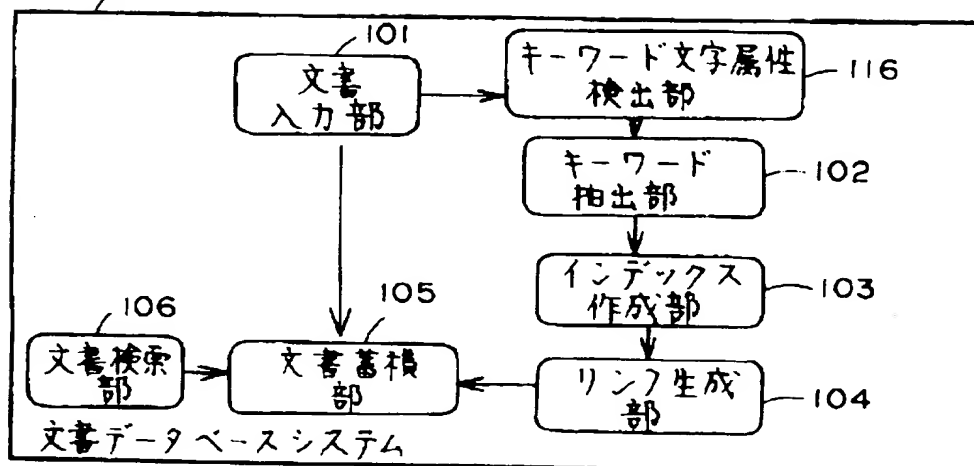 101
文書
入力部
キーワード文字属性
検出部
116
キーワード
抽出部
102
インデックス
作成部
103
106
文書検索
部
105
文書蓄積
部
リンク生成
部
104
文書データベースシステム